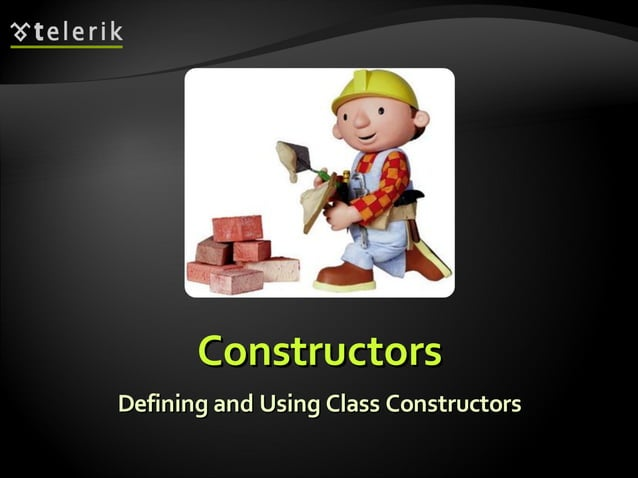 telerik
Constructors
Defining and Using Class Constructors